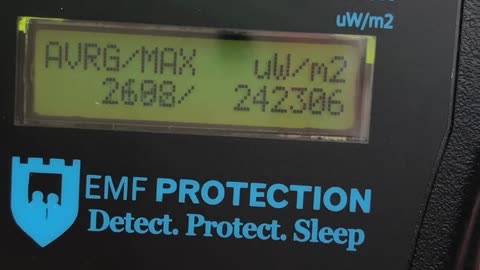 uW/m2
AVRG/MAX uW/m2
2608/ 242306
EMF PROTECTION
Detect. Protect. Sleep